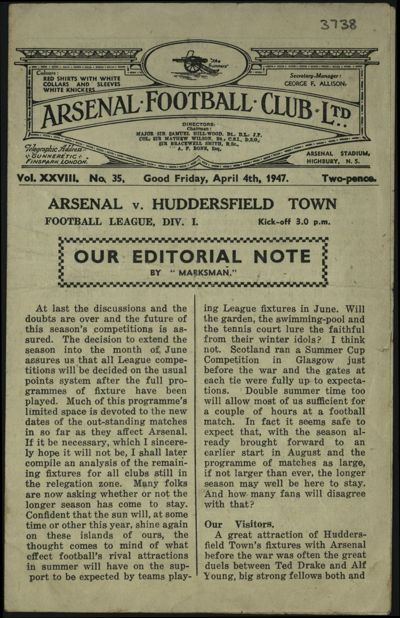 3738
"the Gunners"
Colours:
RED SHIRTS WITH WHITE
COLLARS AND SLEEVES
WHITE KNICKERS
Secretary-Manager:
GEORGE F. ALLISON.
ARSENAL FOOTBALL CLUB LTD.
DIRECTORS:
Chairman:
MAJOR SIR SAMUEL HILL-WOOD, Bt., D.L., J.P.
COL. SIR MATHEW WILSON, Bt., C.S.I., D.S.O.
SIR BRACEWELL SMITH, B.Sc.,
A. F. BONE, Esq.
Telegraphic Address
"GUNNERETIC"
FINSPARK LONDON.
ARSENAL STADIUM,
HIGHBURY, N. 5.
Vol. XXVIII. No. 35. Good Friday, April 4th, 1947. Two-pence.
ARSENAL v. HUDDERSFIELD TOWN
FOOTBALL LEAGUE, DIV. I. Kick-off 3.0 p.m.
OUR EDITORIAL NOTE
BY "MARKSMAN."
At last the discussions and the
doubts are over and the future of
this season's competitions is as-
sured. The decision to extend the
season into the month of June
assures us that all League compe-
titions will be decided on the usual
points system after the full pro-
grammes of fixture have been
played. Much of this programme's
limited space is devoted to the new
dates of the out-standing matches
in so far as they affect Arsenal.
If it be necessary, which I sincere-
ly hope it will not be, I shall later
compile an analysis of the remain-
ing fixtures for all clubs still in
the relegation zone. Many folks
are now asking whether or not the
longer season has come to stay.
Confident that the sun will, at some
time or other this year, shine again
on these islands of ours, the
thought comes to mind of what
effect football's rival attractions
in summer will have on the sup-
port to be expected by teams play-
ing League fixtures in June. Will
the garden, the swimming-pool and
the tennis court lure the faithful
from their winter idols? I think
not. Scotland ran a Summer Cup
Competition in Glasgow just
before the war and the gates at
each tie were fully up to expecta-
tions. Double summer time too
will allow most of us sufficient for
a couple of hours at a football
match. In fact it seems safe to
expect that, with the season al-
ready brought forward to an
earlier start in August and the
programme of matches as large,
if not larger than ever, the longer
season may well be here to stay.
And how many fans will disagree
with that?
Our Visitors.
A great attraction of Hudders-
field Town's fixtures with Arsenal
before the war was often the great
duels between Ted Drake and Alf
Young, big strong fellows both and